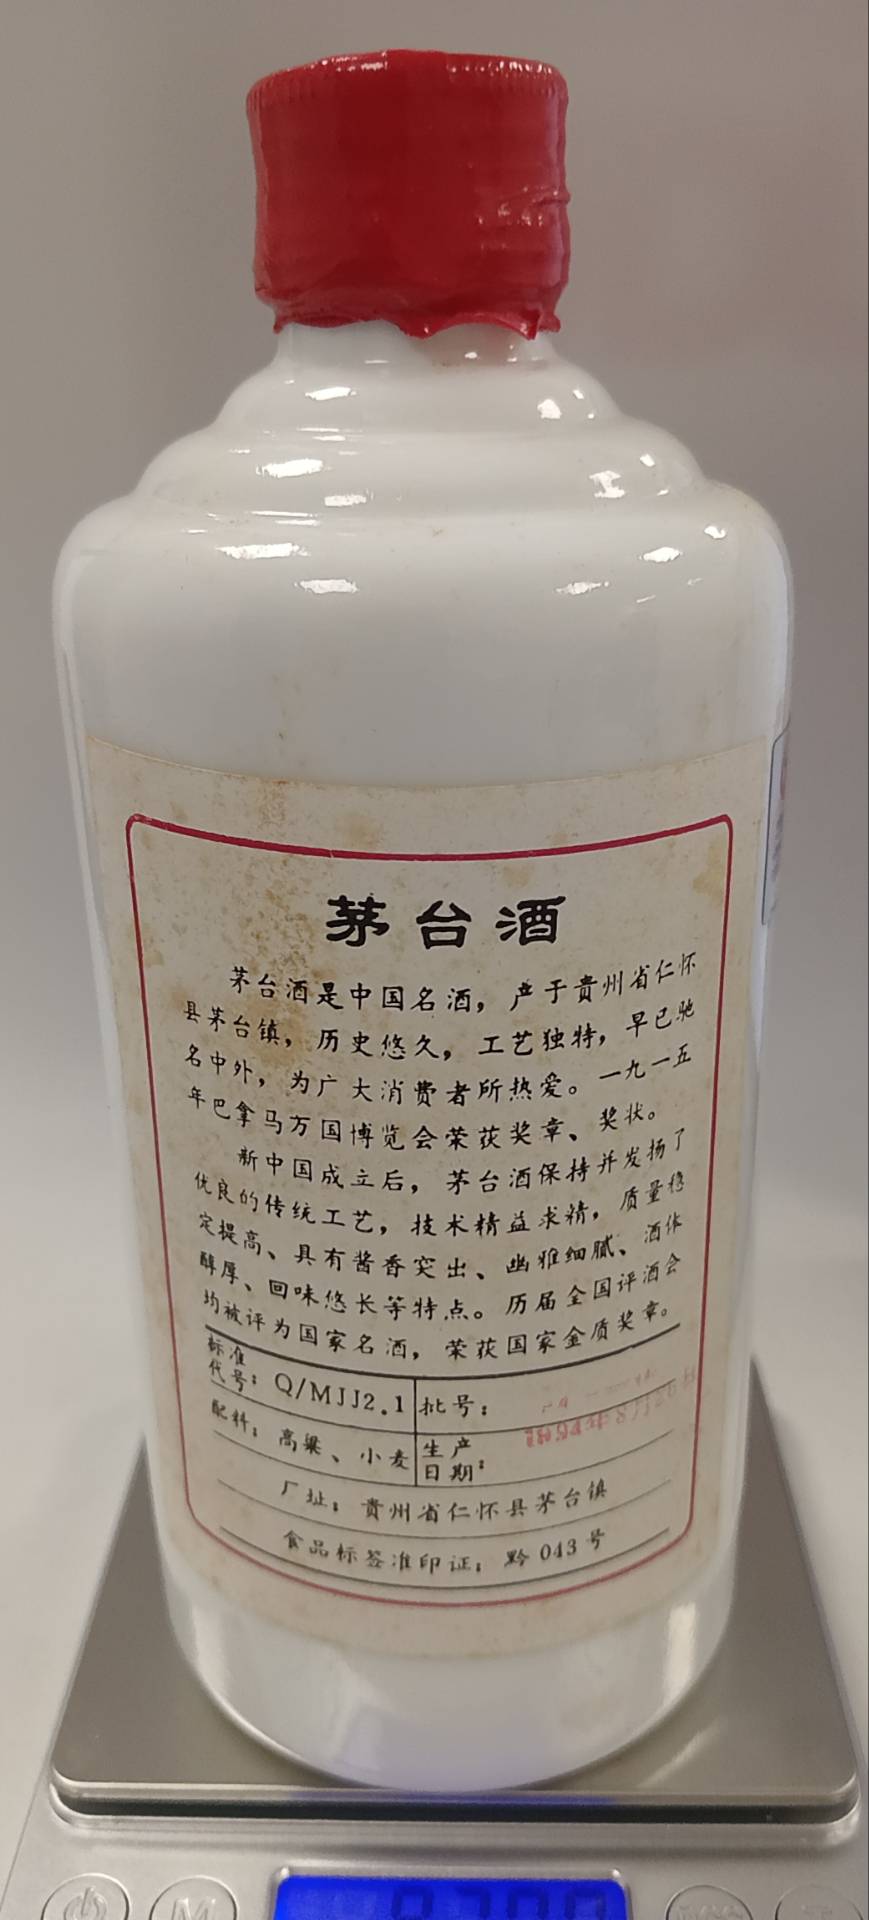 茅台酒
茅台酒是中国名酒，产于贵州省仁怀
县茅台镇，历史悠久，工艺独特，早已驰
名中外，为广大消费者所热爱。一九一五
年巴拿马万国博览会荣获奖章、奖状。
新中国成立后，茅台酒保持并发扬了
优良的传统工艺，技术精益求精，质量稳
定提高、具有酱香突出、幽雅细腻、酒体
醇厚、回味悠长等特点。历届全国评酒会
均被评为国家名酒，荣获国家金质奖章。
标准代号：Q/MJJ2.1 批号：
配料：高粱、小麦 生产日期：
厂址：贵州省仁怀县茅台镇
食品标签准印证：黔 043 号
M